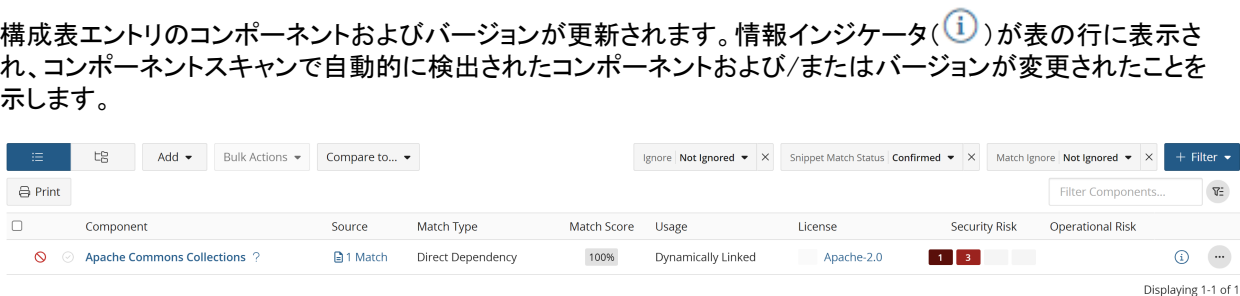 構成表エントリのコンポーネントおよびバージョンが更新されます。情報インジケータ(ⓘ)が表の行に表示さ
れ、コンポーネントスキャンで自動的に検出されたコンポーネントおよび/またはバージョンが変更されたことを
示します。
Add Bulk Actions Compare to... Ignore Not Ignored × Snippet Match Status Confirmed × Match Ignore Not Ignored × + Filter
Print Filter Components...
Component Source Match Type Match Score Usage License Security Risk Operational Risk
Apache Commons Collections ? 1 Match Direct Dependency 100% Dynamically Linked Apache-2.0 1 3 ⓘ ...
Displaying 1-1 of 1